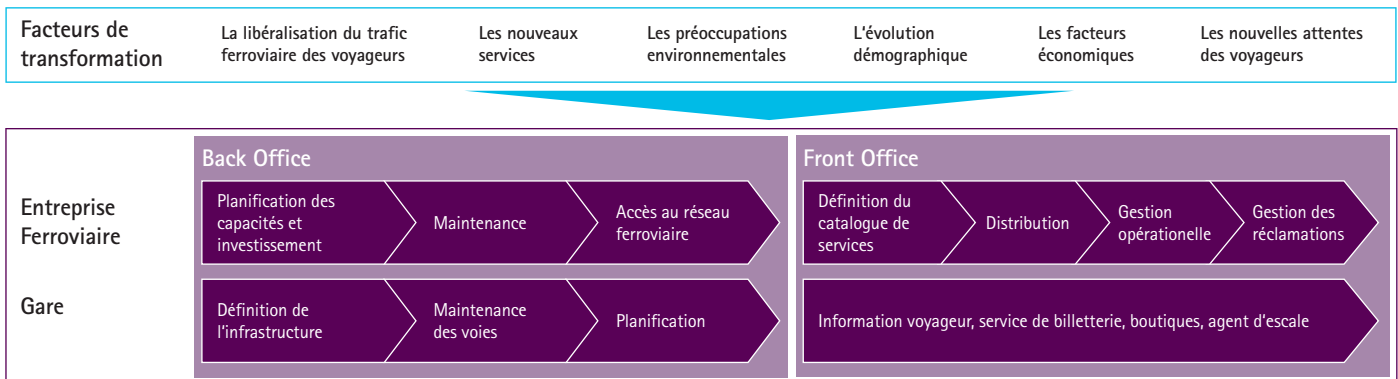 Facteurs de
transformation
La libéralisation du trafic
ferroviaire des voyageurs
Les nouveaux
services
Les préoccupations
environnementales
L'évolution
démographique
Les facteurs
économiques
Les nouvelles attentes
des voyageurs
Back Office
Front Office
Entreprise
Ferroviaire
Planification des
capacités et
investissement
Maintenance
Accès au réseau
ferroviaire
Définition du
catalogue de
services
Distribution
Gestion
opérationelle
Gestion des
réclamations
Gare
Définition de
l'infrastructure
Maintenance
des voies
Planification
Information voyageur, service de billetterie, boutiques, agent d'escale